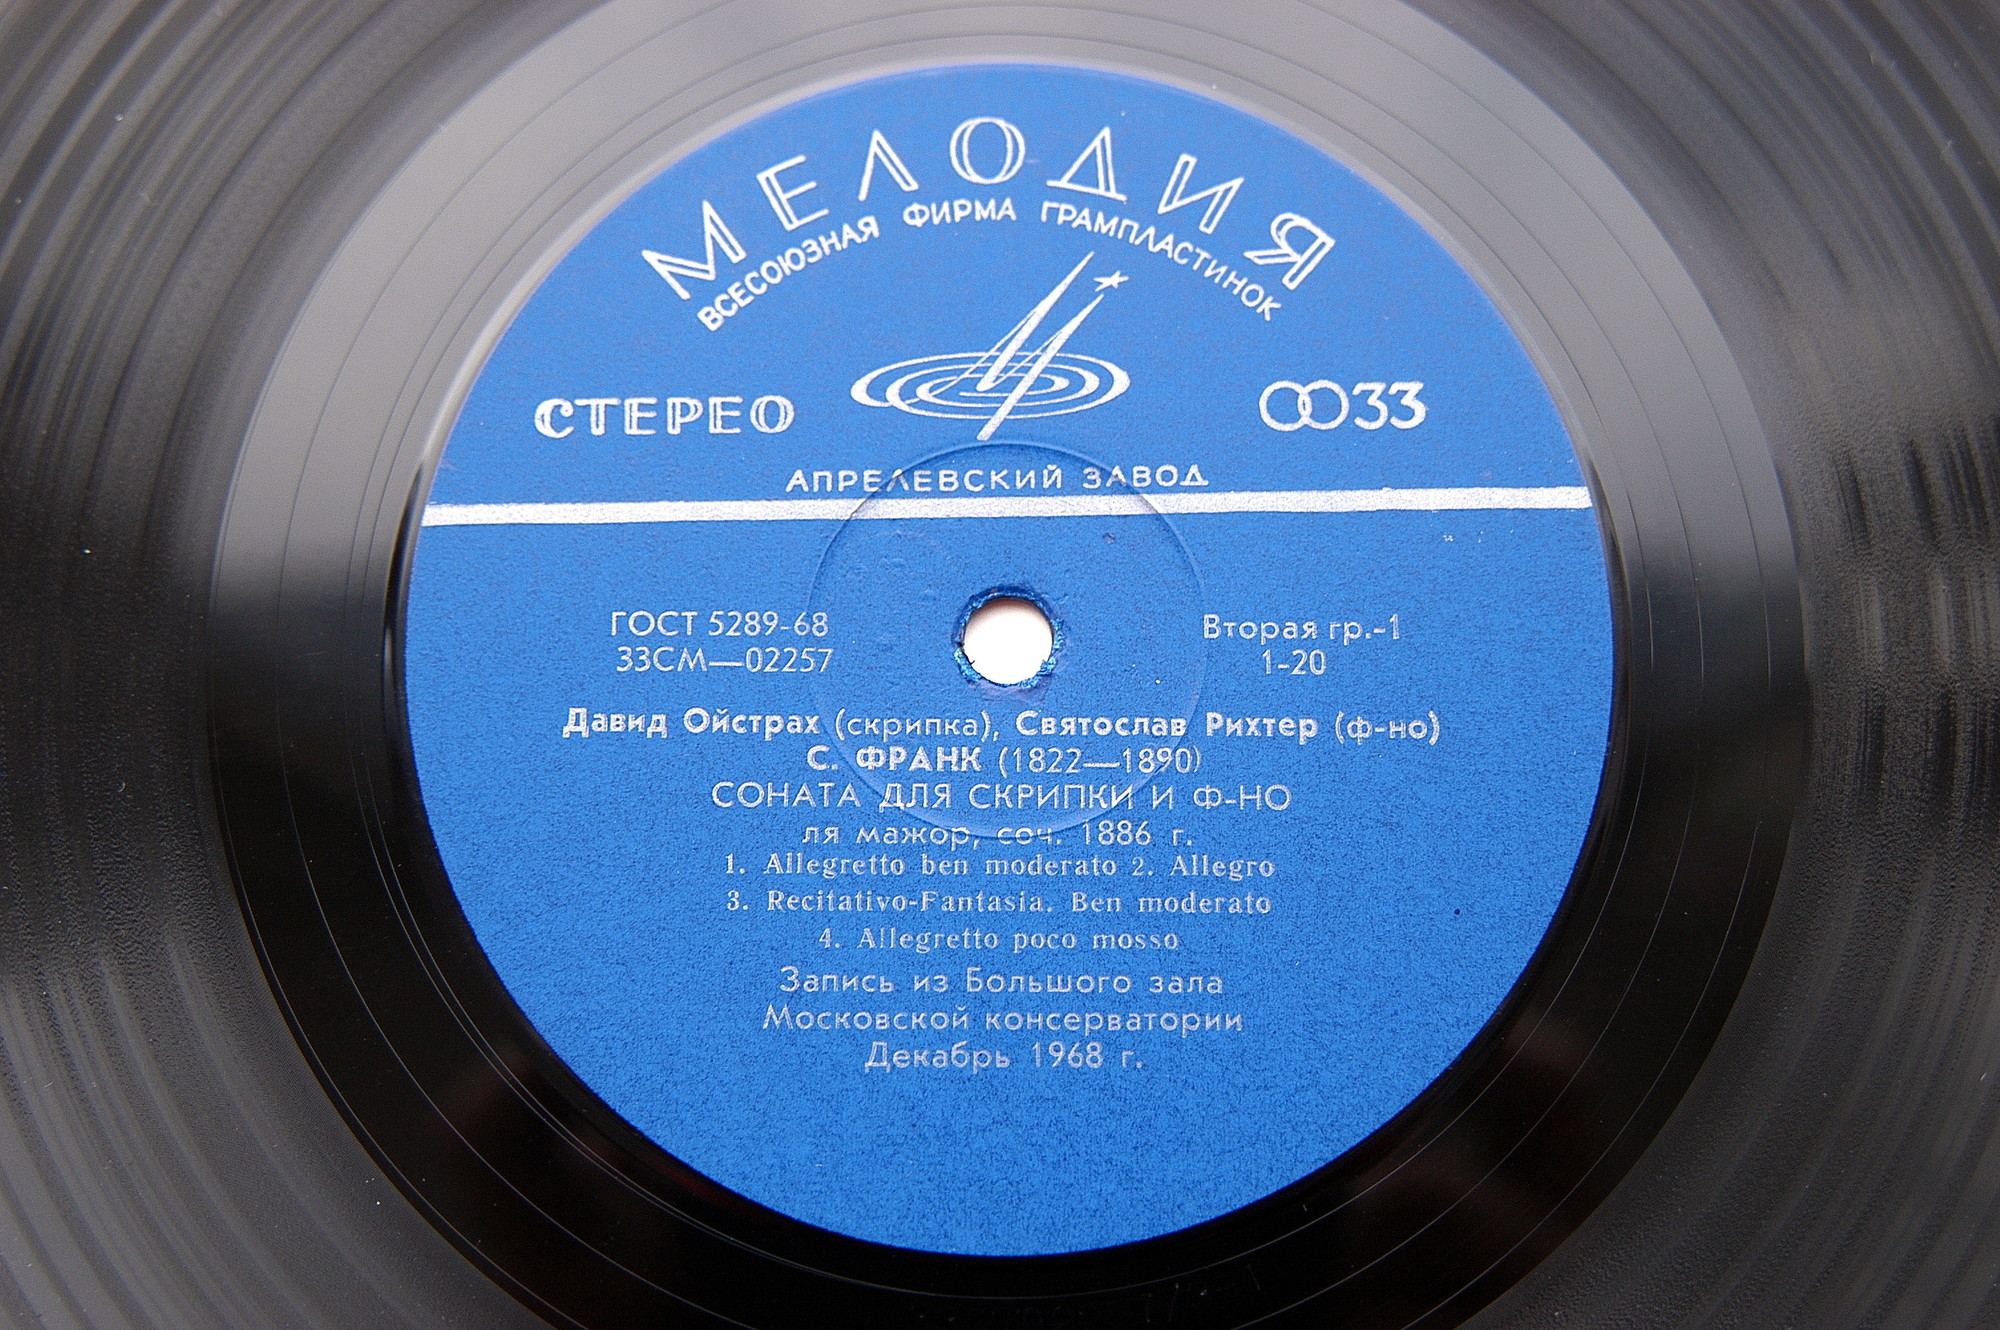 МЕЛОДИЯ
ВСЕСОЮЗНАЯ ФИРМА ГРАМПЛАСТИНОК
СТЕРЕО
33
АПРЕЛЕВСКИЙ ЗАВОД
ГОСТ 5289-68
Вторая гр.-1
33СМ—02257
1-20
Давид Ойстрах (скрипка), Святослав Рихтер (ф-но)
С. ФРАНК (1822—1890)
СОНАТА ДЛЯ СКРИПКИ И Ф-НО
ля мажор, соч. 1886 г.
1. Allegretto ben moderato 2. Allegro
3. Recitativo-Fantasia. Ben moderato
4. Allegretto poco mosso
Запись из Большого зала
Московской консерватории
Декабрь 1968 г.